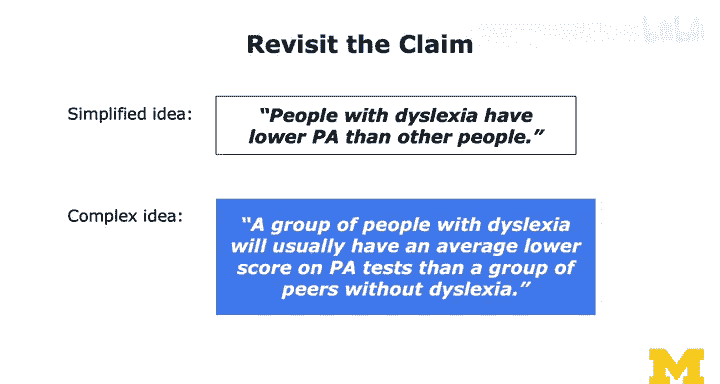 Revisit the Claim
Simplified idea:
“People with dyslexia have
lower PA than other people.”
Complex idea:
“A group of people with dyslexia
will usually have an average lower
score on PA tests than a group of
peers without dyslexia.”
M